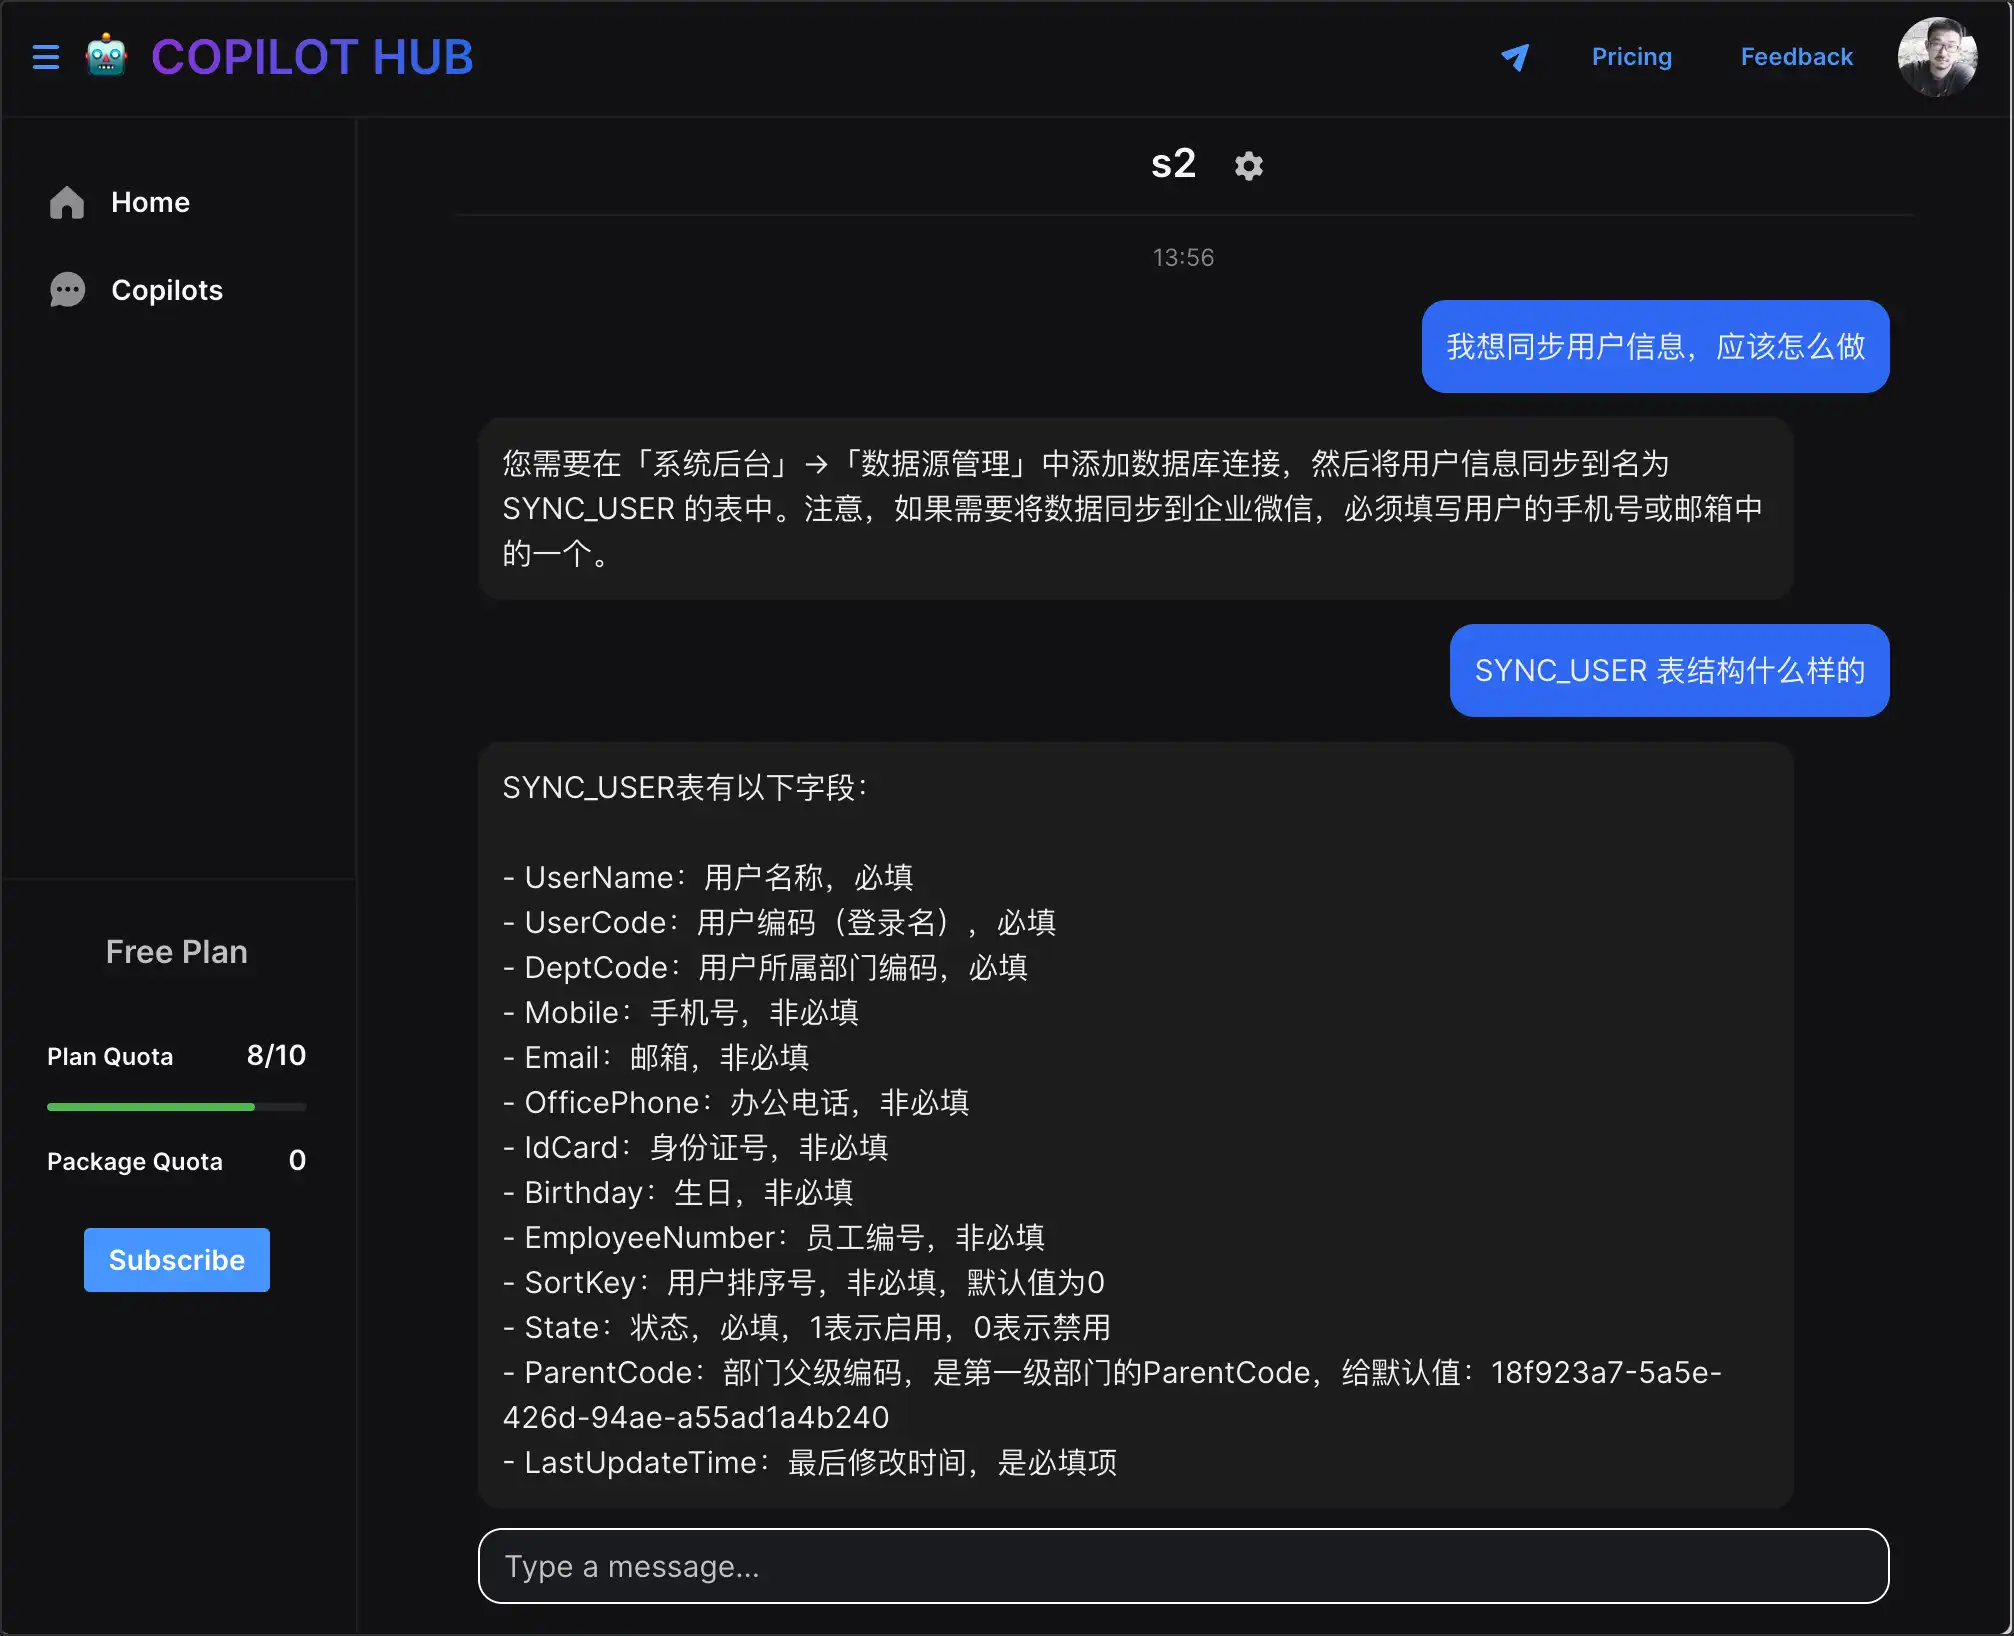 COPILOT HUB
Pricing
Feedback
Home
Copilots
Free Plan
Plan Quota 8/10
Package Quota 0
Subscribe
s2
13:56
我想同步用户信息，应该怎么做
您需要在「系统后台」→「数据源管理」中添加数据库连接，然后将用户信息同步到名为
SYNC_USER 的表中。注意，如果需要将数据同步到企业微信，必须填写用户的手机号或邮箱中
的一个。
SYNC_USER 表结构什么样的
SYNC_USER表有以下字段：
- UserName：用户名称，必填
- UserCode：用户编码（登录名），必填
- DeptCode：用户所属部门编码，必填
- Mobile：手机号，非必填
- Email：邮箱，非必填
- OfficePhone：办公电话，非必填
- IdCard：身份证号，非必填
- Birthday：生日，非必填
- EmployeeNumber：员工编号，非必填
- SortKey：用户排序号，非必填，默认值为0
- State：状态，必填，1表示启用，0表示禁用
- ParentCode：部门父级编码，是第一级部门的ParentCode，给默认值：18f923a7-5a5e-
426d-94ae-a55ad1a4b240
- LastUpdateTime：最后修改时间，是必填项
Type a message...